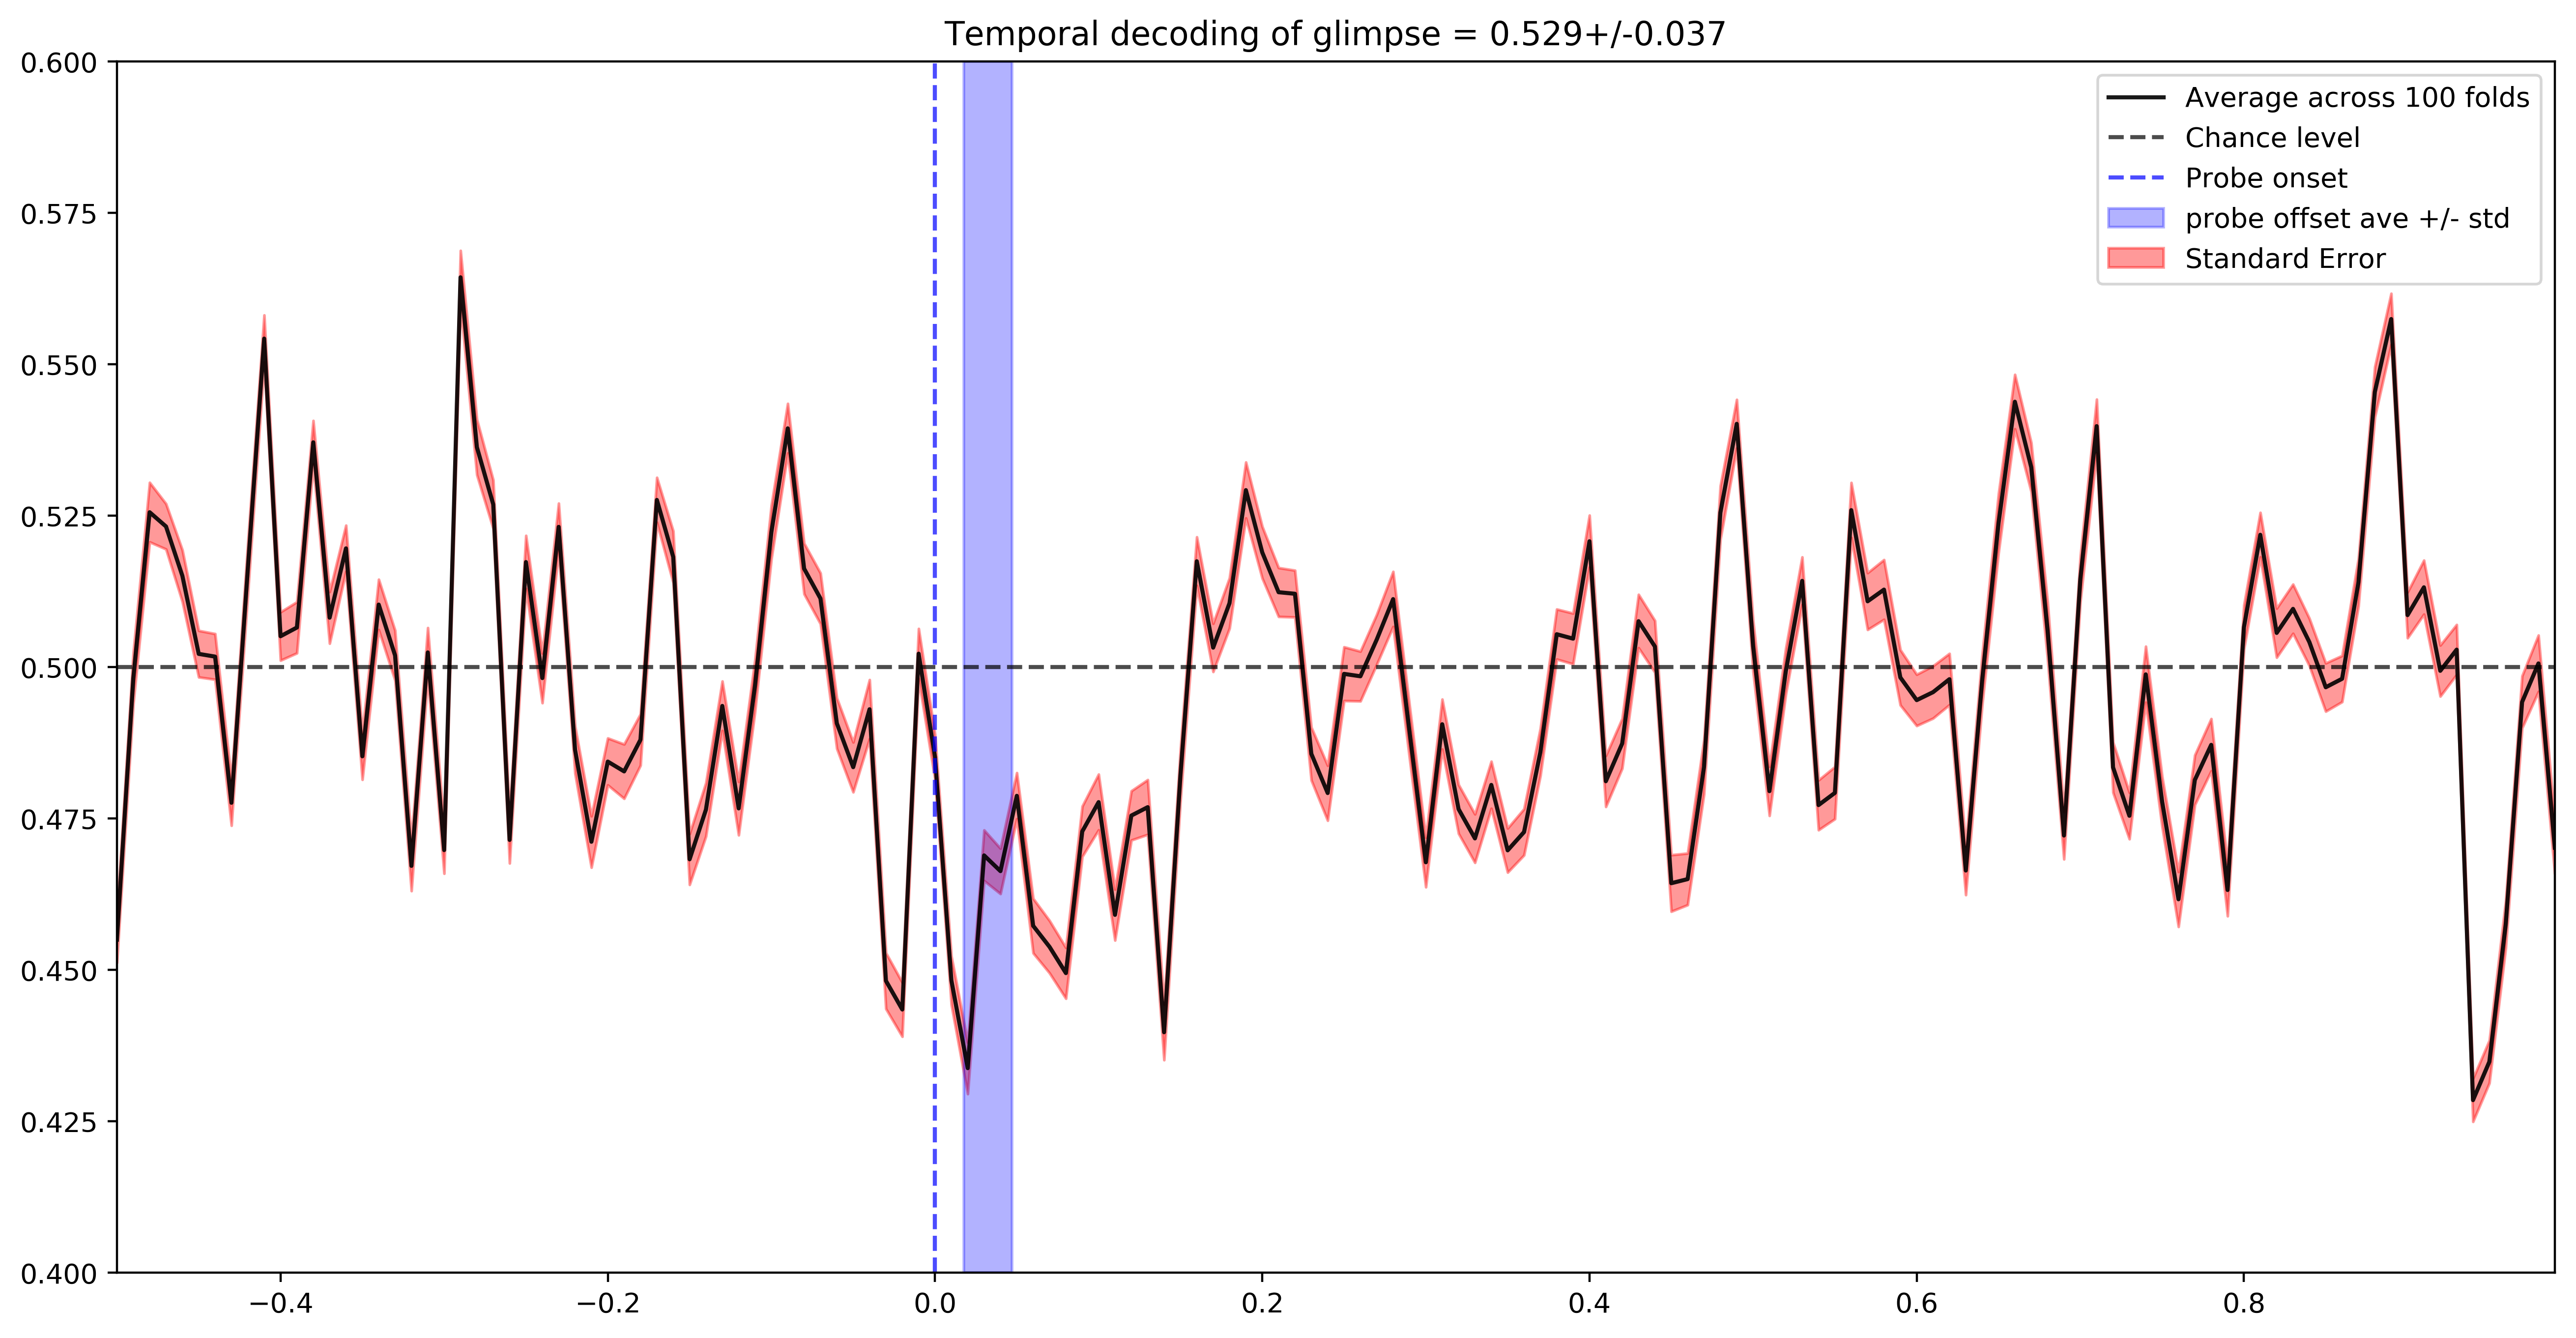 Temporal decoding of glimpse = 0.529+/-0.037
0.600
0.575
0.550
0.525
0.500
0.475
0.450
0.425
0.400
Average across 100 folds
Chance level
Probe onset
probe offset ave +/- std
Standard Error
−0.4 −0.2 0.0 0.2 0.4 0.6 0.8